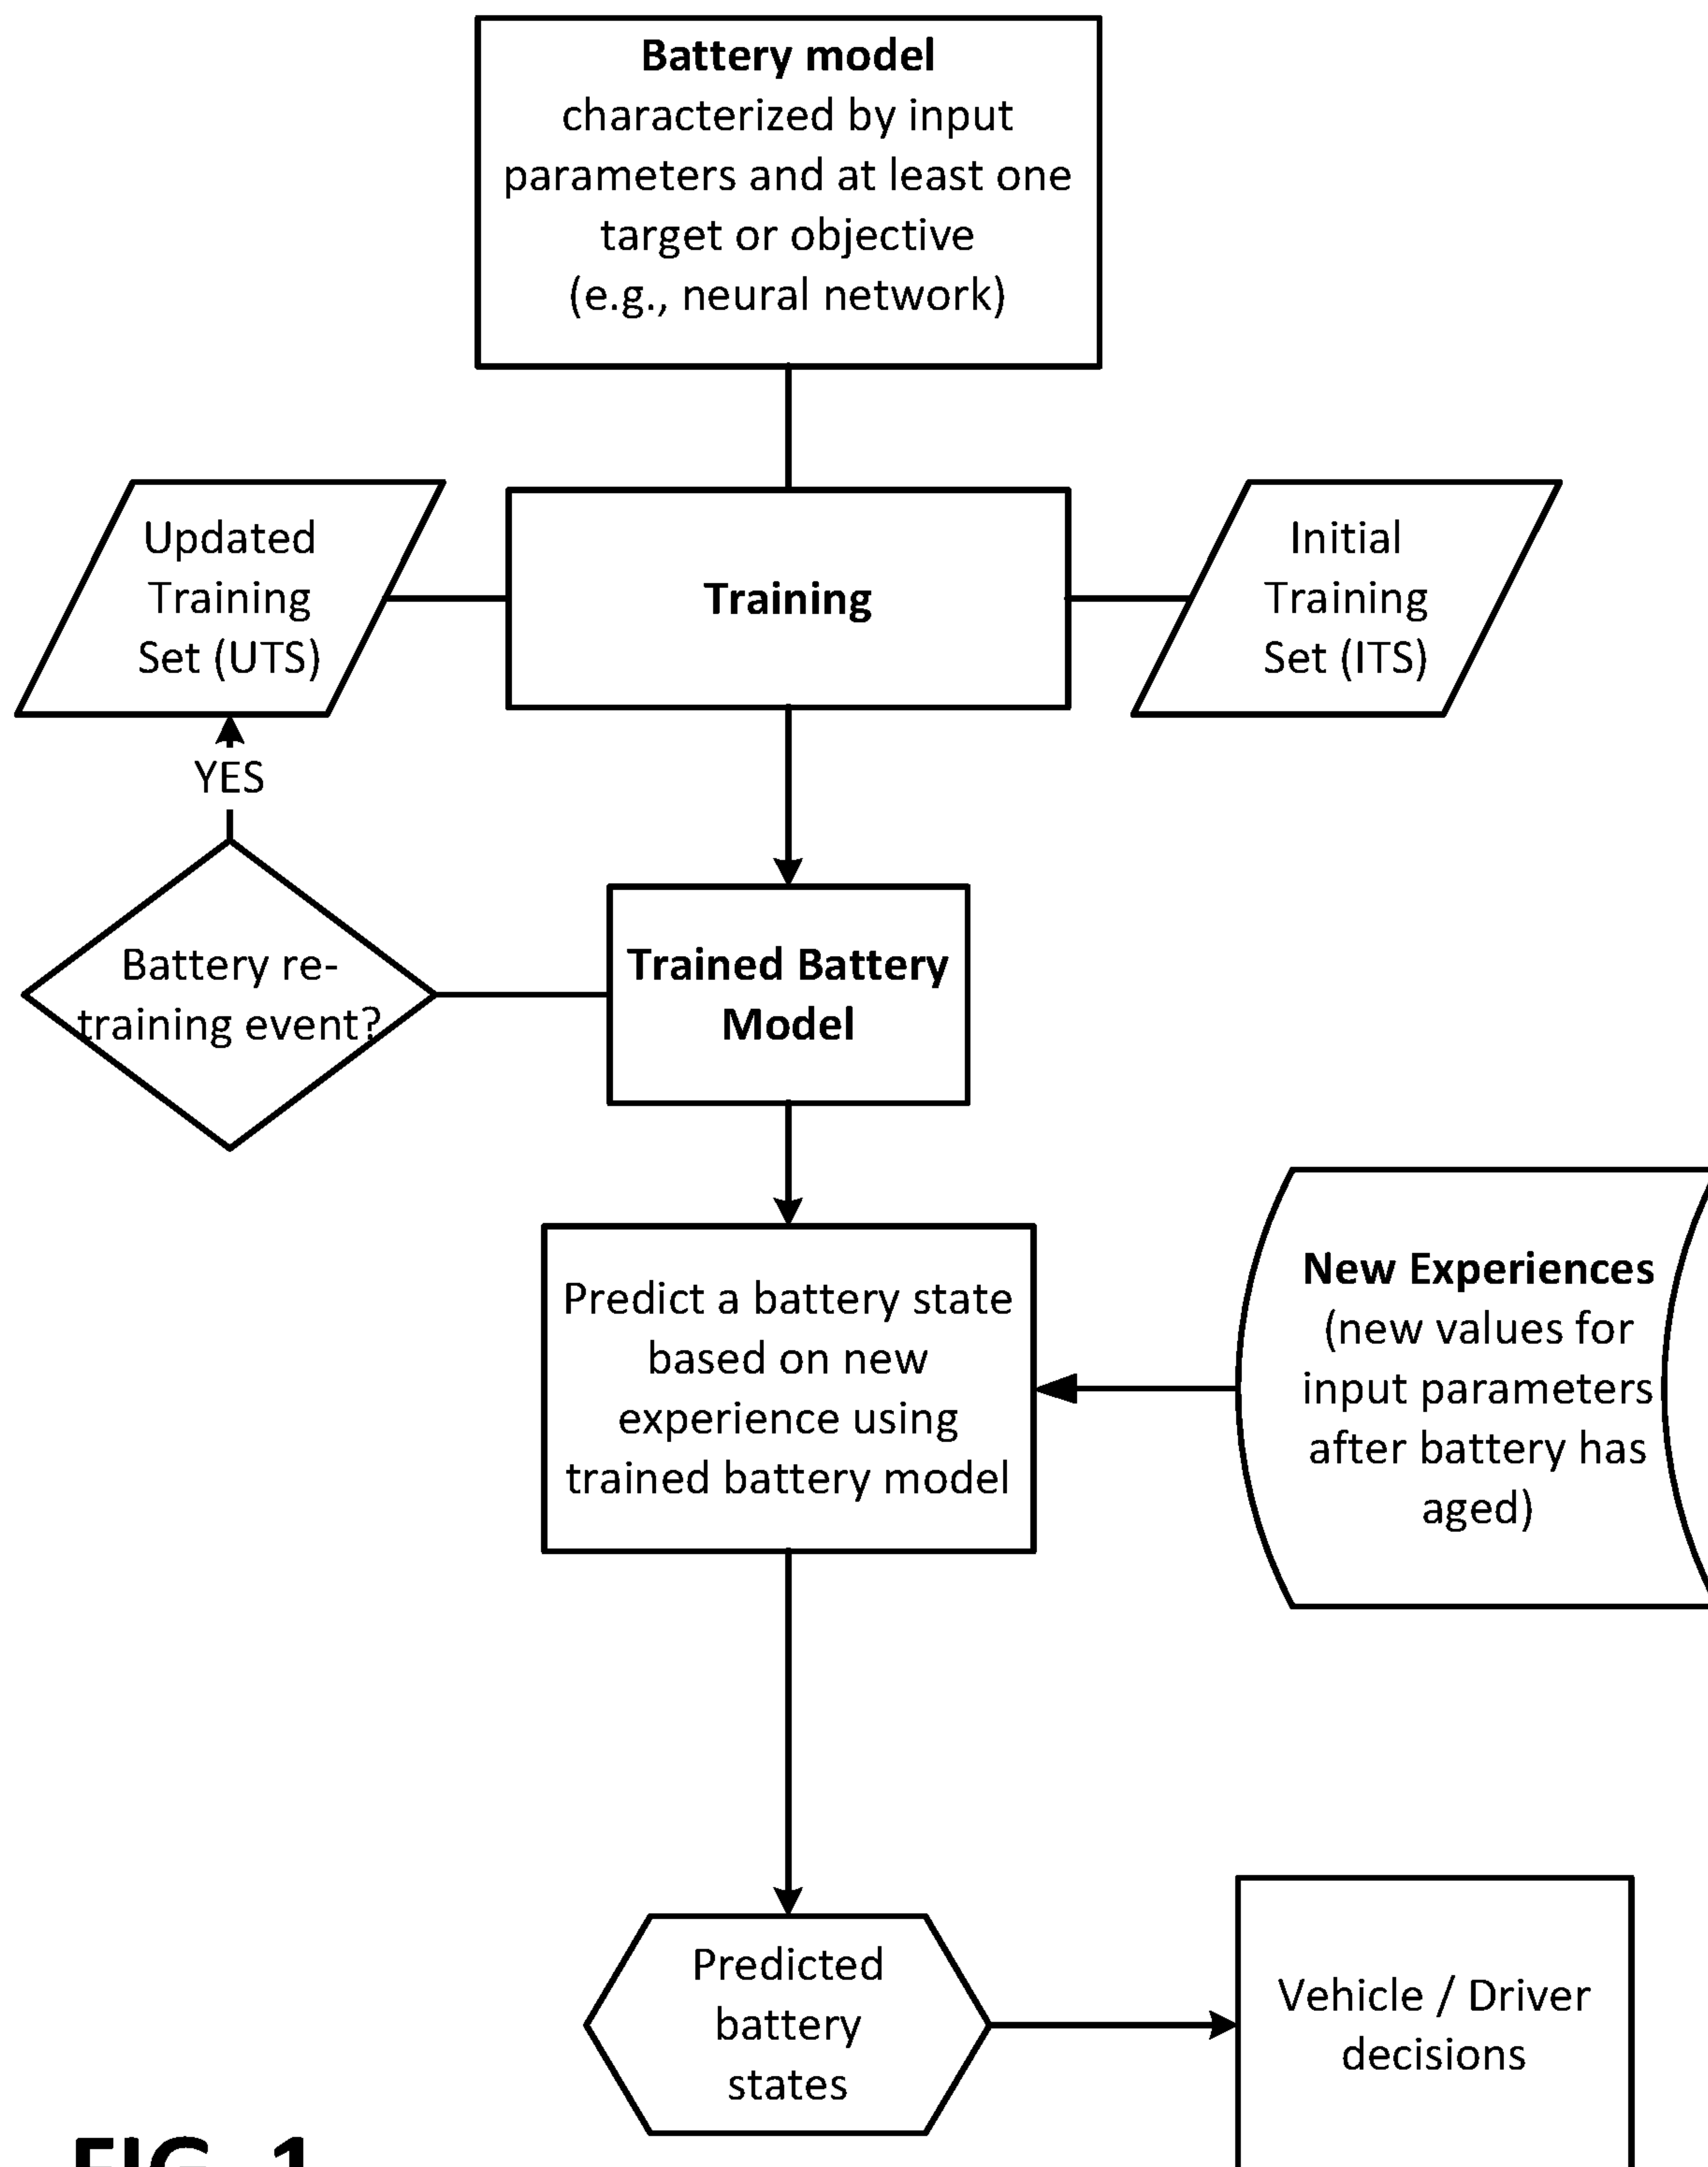 Battery model
characterized by input
parameters and at least one
target or objective
(e.g., neural network)
Updated
Training
Set (UTS)
Training
Initial
Training
Set (ITS)
YES
Battery re-
training event?
Trained Battery
Model
Predict a battery state
based on new
experience using
trained battery model
New Experiences
(new values for
input parameters
after battery has
aged)
Predicted
battery
states
Vehicle / Driver
decisions
FIG. 1